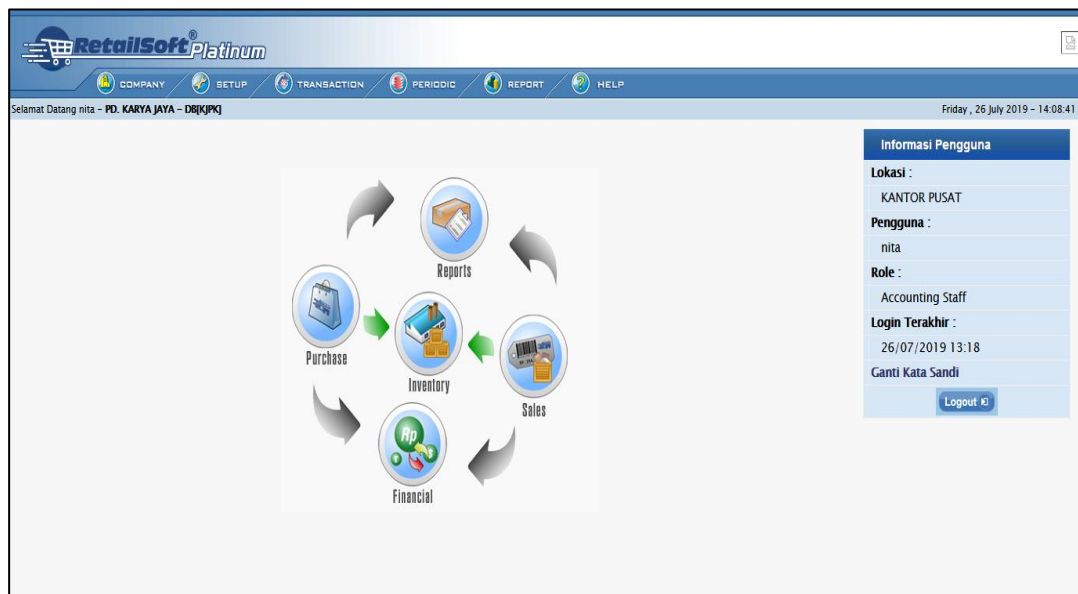 RetailSoft® Platinum
COMPANY SETUP TRANSACTION PERIODIC REPORT HELP
Selamat Datang nita - PD. KARYA JAYA - DB[KJPK] Friday , 26 July 2019 - 14:08:41
Informasi Pengguna
Lokasi :
KANTOR PUSAT
Pengguna :
nita
Role :
Accounting Staff
Login Terakhir :
26/07/2019 13:18
Ganti Kata Sandi
Logout
Reports
Purchase
Inventory
Sales
Rp
Financial